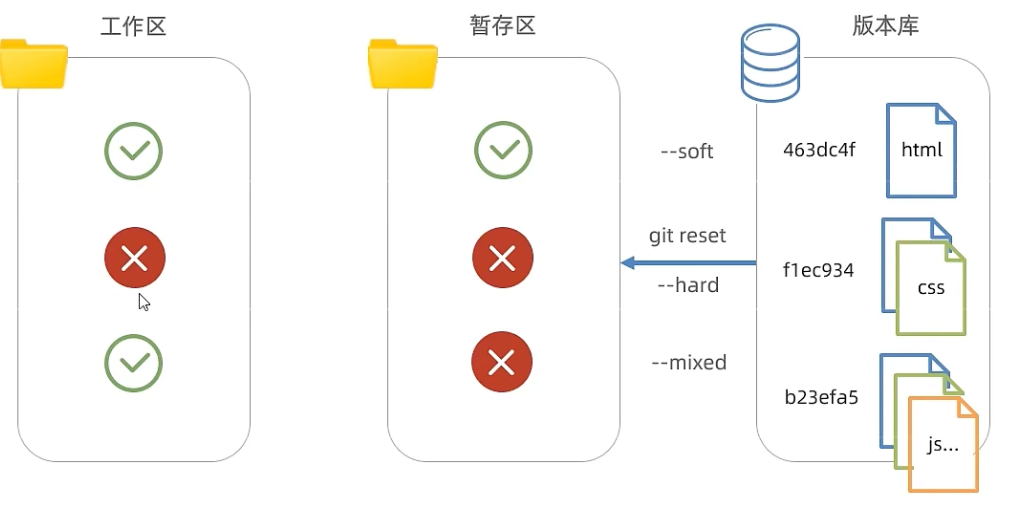 工作区
暂存区
版本库
--soft
463dc4f
html
git reset
--hard
f1ec934
css
--mixed
b23efa5
js...